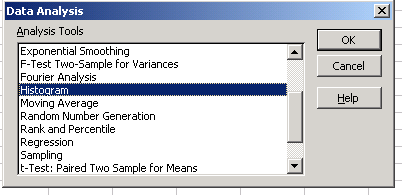 Data Analysis
Analysis Tools
Exponential Smoothing
F-Test Two-Sample for Variances
Fourier Analysis
Histogram
Moving Average
Random Number Generation
Rank and Percentile
Regression
Sampling
t-Test: Paired Two Sample for Means
OK
Cancel
Help